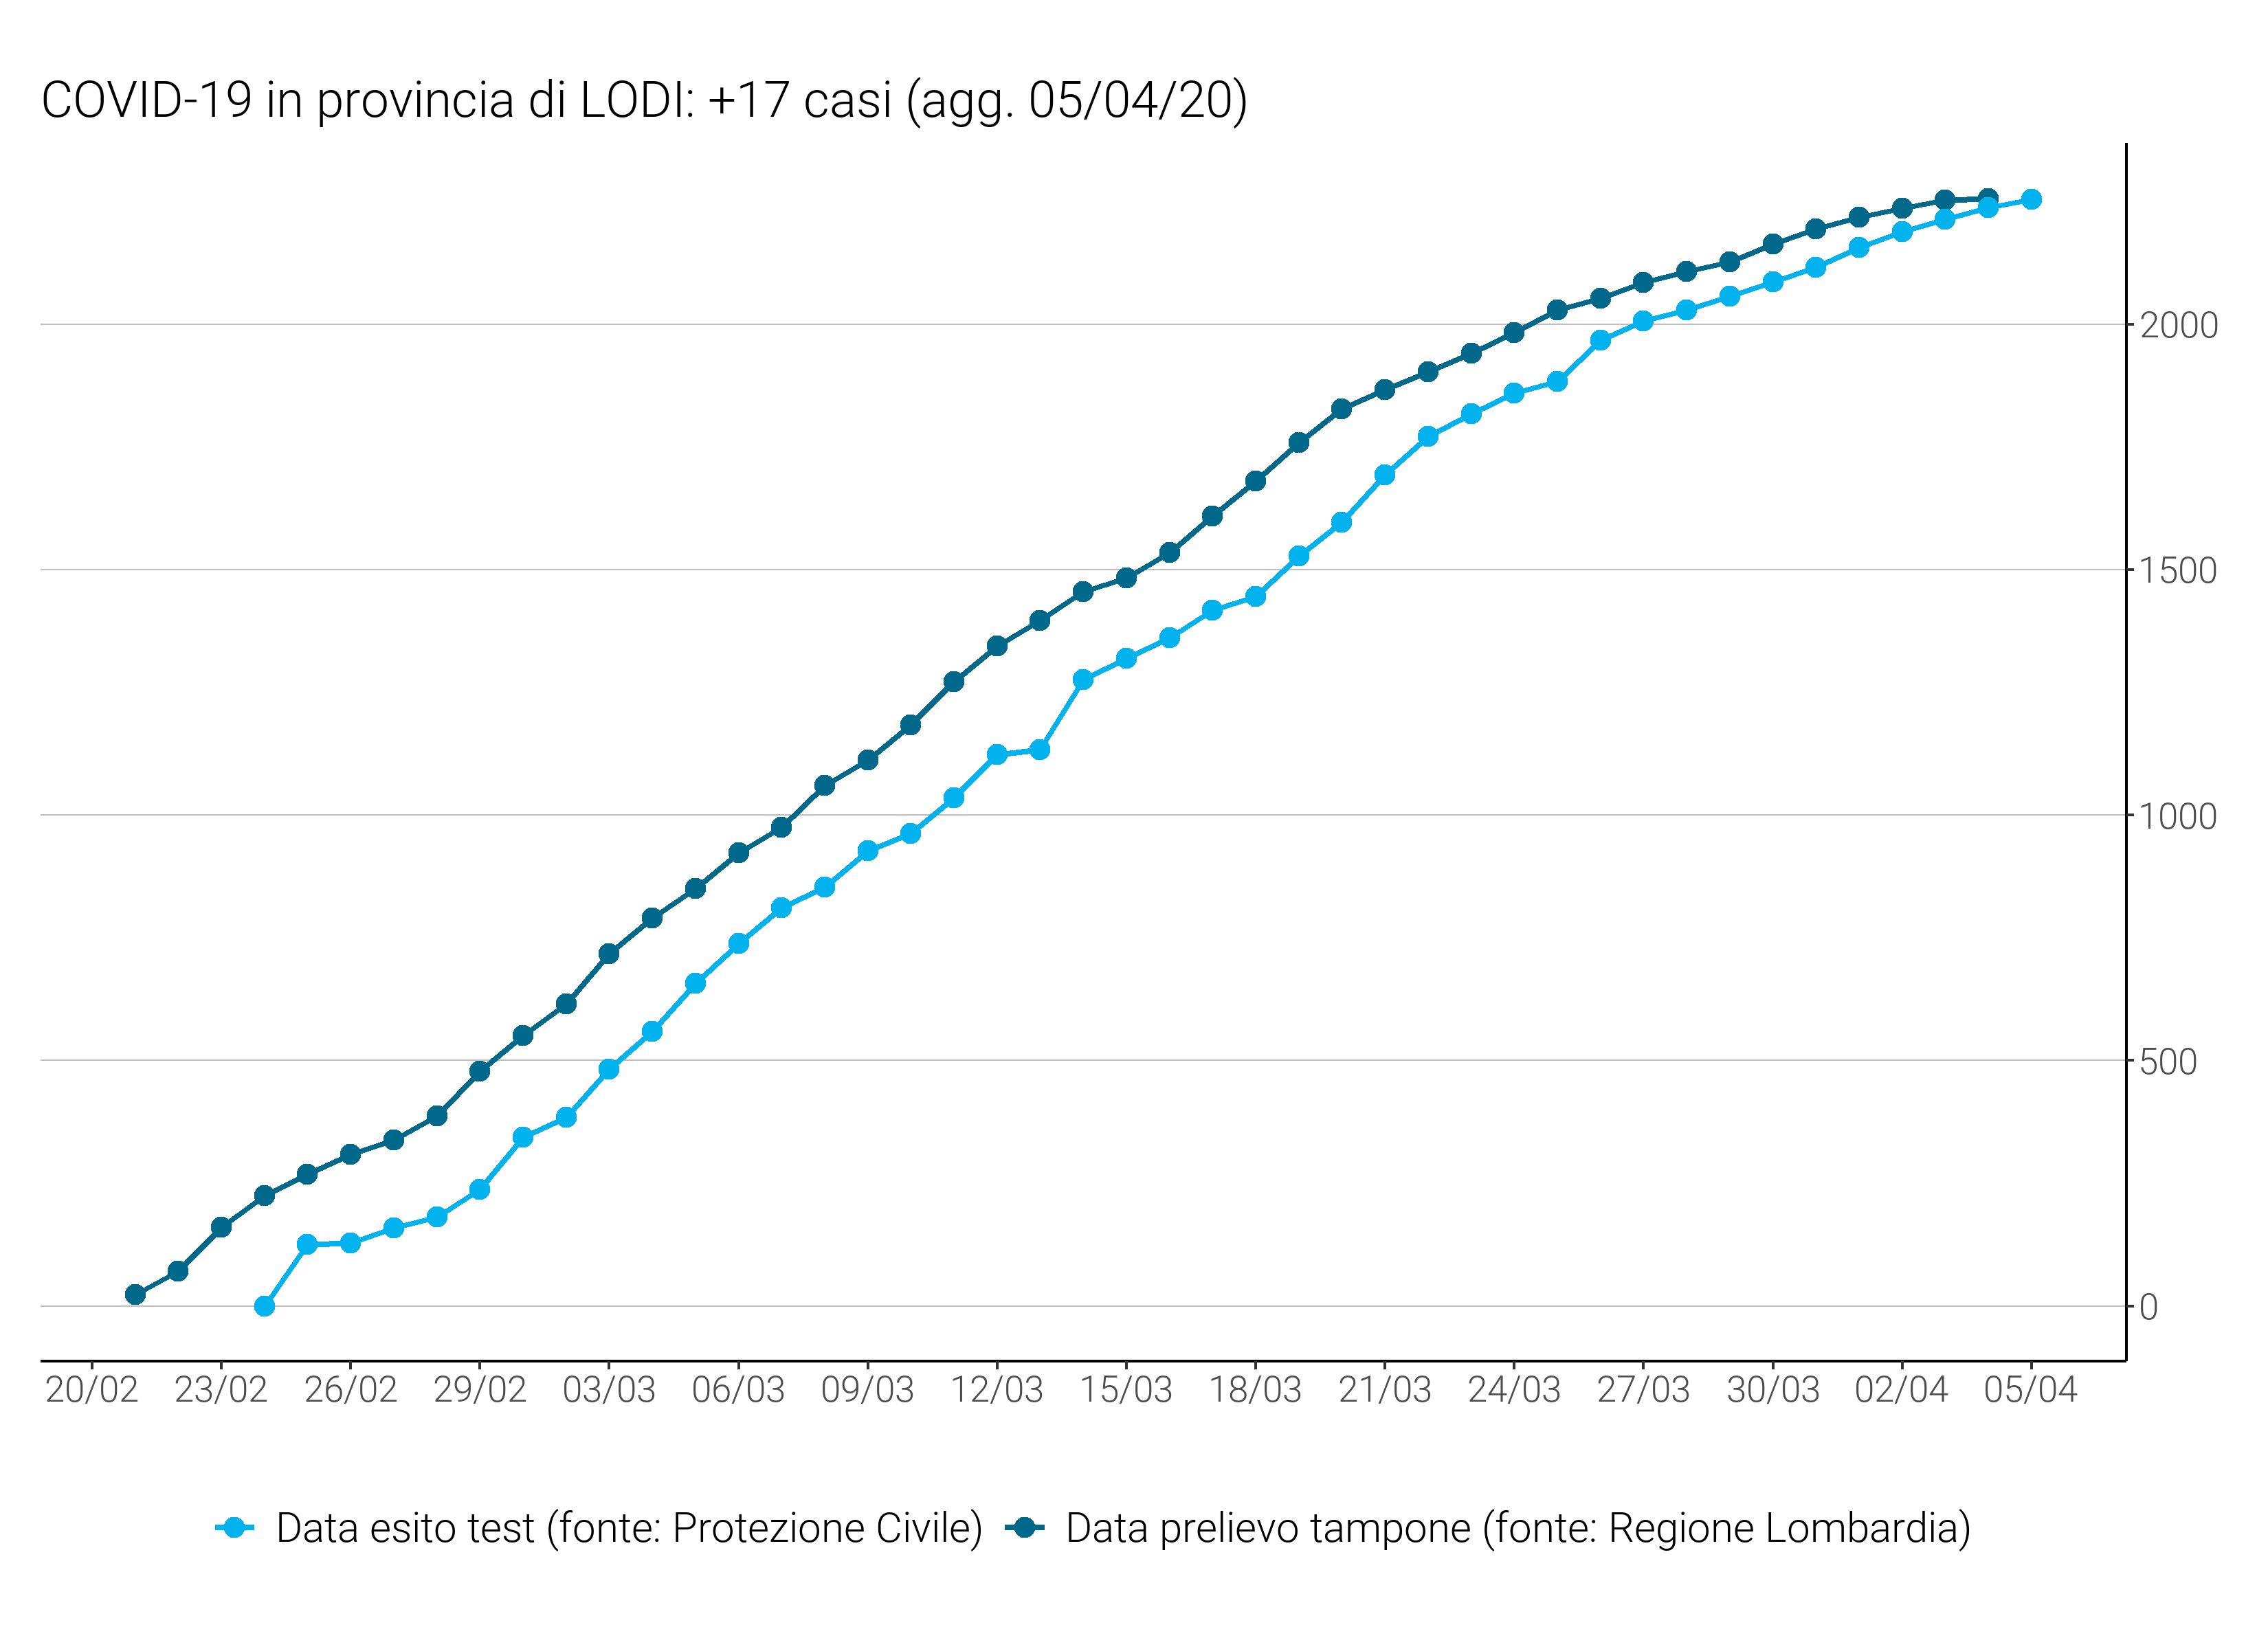 COVID-19 in provincia di LODI: +17 casi (agg. 05/04/20)
2000
1500
1000
500
0
20/02 23/02 26/02 29/02 03/03 06/03 09/03 12/03 15/03 18/03 21/03 24/03 27/03 30/03 02/04 05/04
Data esito test (fonte: Protezione Civile) Data prelievo tampone (fonte: Regione Lombardia)